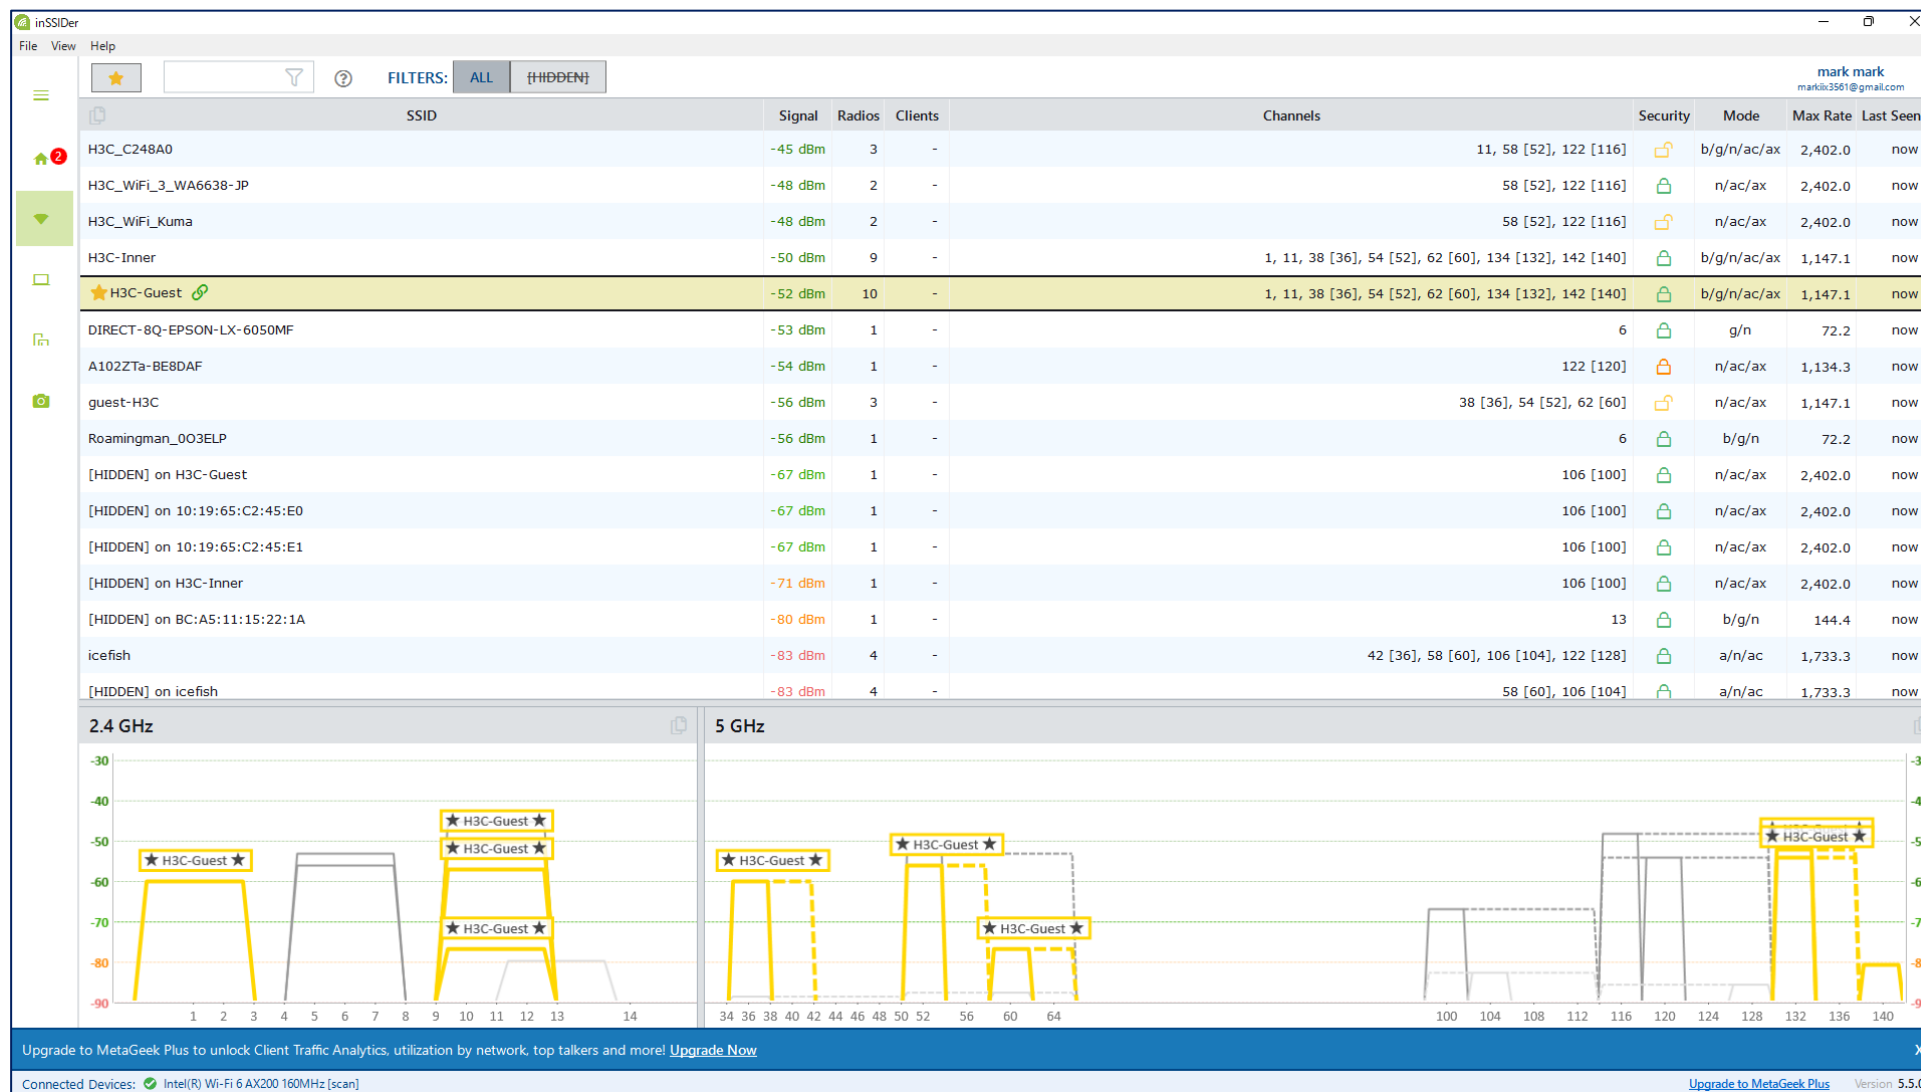 inSSIDer
File View Help
FILTERS: ALL [HIDDEN]
mark mark
markiix3561@gmail.com
SSID Signal Radios Clients Channels Security Mode Max Rate Last Seen
2
H3C_C248A0 -45 dBm 3 - 11, 58 [52], 122 [116] b/g/n/ac/ax 2,402.0 now
H3C_WiFi_3_WA6638-JP -48 dBm 2 - 58 [52], 122 [116] n/ac/ax 2,402.0 now
H3C_WiFi_Kuma -48 dBm 2 - 58 [52], 122 [116] n/ac/ax 2,402.0 now
H3C-Inner -50 dBm 9 - 1, 11, 38 [36], 54 [52], 62 [60], 134 [132], 142 [140] b/g/n/ac/ax 1,147.1 now
H3C-Guest -52 dBm 10 - 1, 11, 38 [36], 54 [52], 62 [60], 134 [132], 142 [140] b/g/n/ac/ax 1,147.1 now
DIRECT-8Q-EPSON-LX-6050MF -53 dBm 1 - 6 g/n 72.2 now
A102ZTa-BE8DAF -54 dBm 1 - 122 [120] n/ac/ax 1,134.3 now
guest-H3C -56 dBm 3 - 38 [36], 54 [52], 62 [60] n/ac/ax 1,147.1 now
Roamingman_0O3ELP -56 dBm 1 - 6 b/g/n 72.2 now
[HIDDEN] on H3C-Guest -67 dBm 1 - 106 [100] n/ac/ax 2,402.0 now
[HIDDEN] on 10:19:65:C2:45:E0 -67 dBm 1 - 106 [100] n/ac/ax 2,402.0 now
[HIDDEN] on 10:19:65:C2:45:E1 -67 dBm 1 - 106 [100] n/ac/ax 2,402.0 now
[HIDDEN] on H3C-Inner -71 dBm 1 - 106 [100] n/ac/ax 2,402.0 now
[HIDDEN] on BC:A5:11:15:22:1A -80 dBm 1 - 13 b/g/n 144.4 now
icefish -83 dBm 4 - 42 [36], 58 [60], 106 [104], 122 [128] a/n/ac 1,733.3 now
[HIDDEN] on icefish -83 dBm 4 - 58 [60], 106 [104] a/n/ac 1,733.3 now
2.4 GHz
-30
-40
-50
-60
-70
-80
-90
★ H3C-Guest ★
★ H3C-Guest ★
★ H3C-Guest ★
★ H3C-Guest ★
1 2 3 4 5 6 7 8 9 10 11 12 13 14
5 GHz
★ H3C-Guest ★
★ H3C-Guest ★
★ H3C-Guest ★
★ H3C-Guest ★
34 36 38 40 42 44 46 48 50 52 56 60 64 100 104 108 112 116 120 124 128 132 136 140
Upgrade to MetaGeek Plus to unlock Client Traffic Analytics, utilization by network, top talkers and more! Upgrade Now
Connected Devices: Intel(R) Wi-Fi 6 AX200 160MHz [scan]
Upgrade to MetaGeek Plus Version 5.5.0